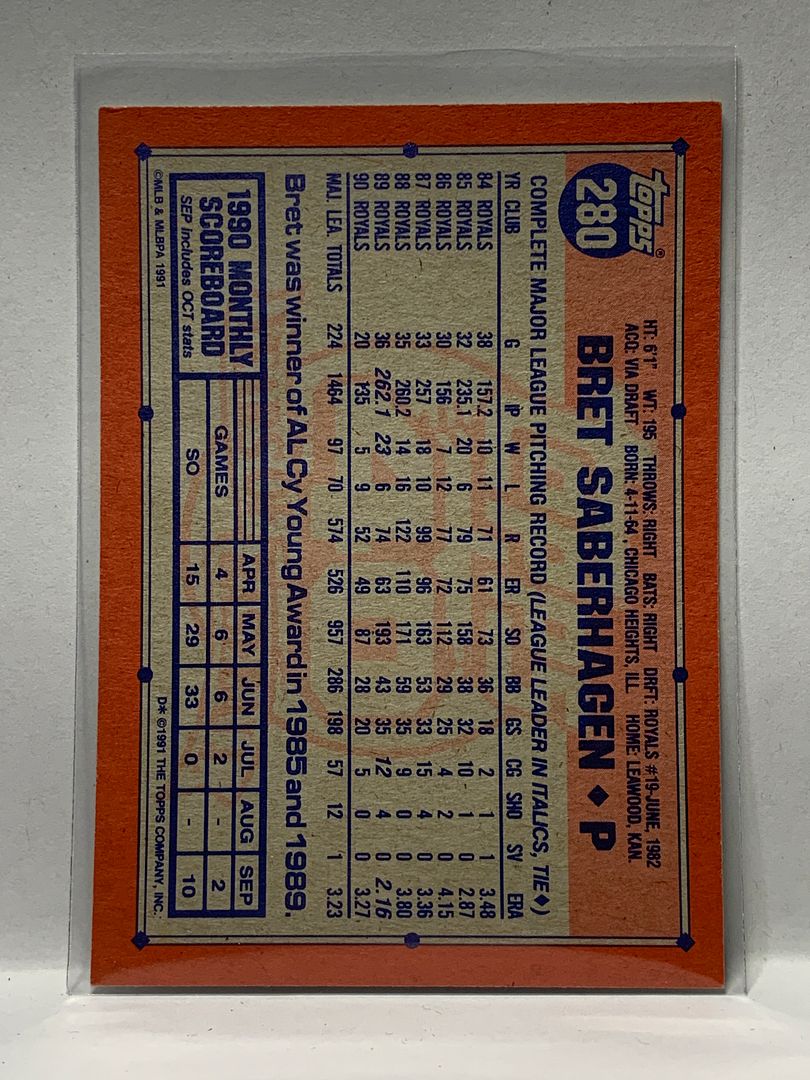 topps®
280
HT: 6'1" WT: 195 THROWS: RIGHT BATS: RIGHT DRFT: ROYALS #19-JUNE, 1982
ACQ: VIA DRAFT BORN: 4-11-64, CHICAGO HEIGHTS, ILL. HOME: LEAWOOD, KAN.
BRET SABERHAGEN ♦ P
COMPLETE MAJOR LEAGUE PITCHING RECORD (LEAGUE LEADER IN ITALICS, TIE♦)
YR CLUB G IP W L R ER SO BB GS CG SHO SV ERA
84 ROYALS 38 157.2 10 11 71 61 73 36 18 2 1 1 3.48
85 ROYALS 32 235.1 20 6 79 75 158 38 32 10 1 0 2.87
86 ROYALS 30 156 7 12 77 72 112 29 25 4 2 0 4.15
87 ROYALS 33 257 18 10 99 96 163 53 33 15 4 0 3.36
88 ROYALS 35 260.2 14 16 122 110 171 59 35 9 0 0 3.80
89 ROYALS 36 262.1 23 6 74 63 193 43 35 12 4 0 2.16
90 ROYALS 20 135 5 9 52 49 87 28 20 5 0 0 3.27
MAJ. LEA. TOTALS 224 1464 97 70 574 526 957 286 198 57 12 1 3.23
Bret was winner of AL Cy Young Award in 1985 and 1989.
1990 MONTHLY
SCOREBOARD
SEP includes OCT stats
APR MAY JUN JUL AUG SEP
GAMES 4 6 6 2 - 2
SO 15 29 33 0 - 10
©MLB & MLBPA 1991
D* ©1991 THE TOPPS COMPANY, INC.